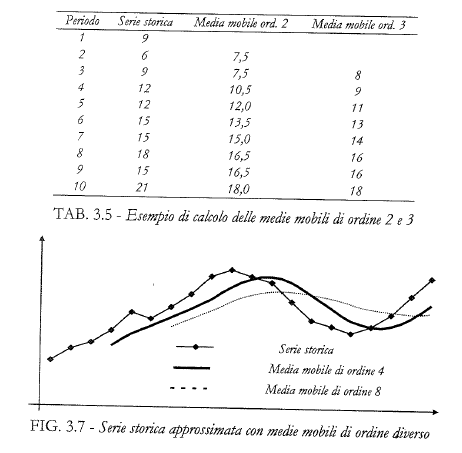 Periodo Serie storica Media mobile ord. 2 Media mobile ord. 3
1 9
2 6 7,5
3 9 7,5 8
4 12 10,5 9
5 12 12,0 11
6 15 13,5 13
7 15 15,0 14
8 18 16,5 16
9 15 16,5 16
10 21 18,0 18
TAB. 3.5 - Esempio di calcolo delle medie mobili di ordine 2 e 3
Serie storica
Media mobile di ordine 4
Media mobile di ordine 8
FIG. 3.7 - Serie storica approssimata con medie mobili di ordine diverso